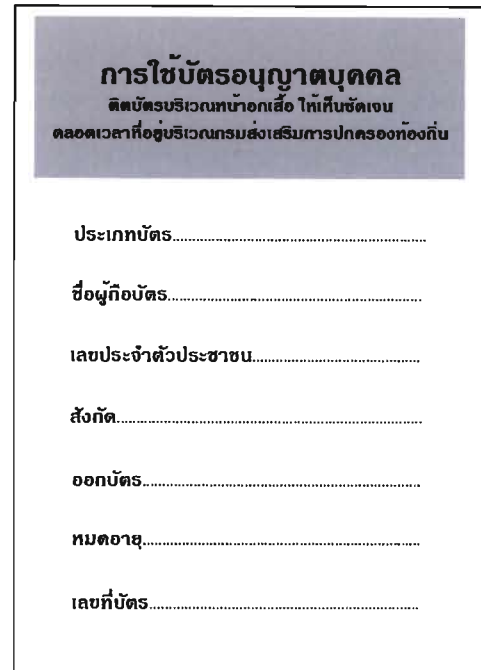 การใช้บัตรอนุญาตบุคคล
ติดบัตรบริเวณหน้าอกเสื้อ ให้เห็นชัดเจน
ตลอดเวลาที่อยู่บริเวณกรมส่งเสริมการปกครองท้องถิ่น
ประเภทบัตร................................................................
ชื่อผู้ถือบัตร................................................................
เลขประจำตัวประชาชน..........................................
สังกัด............................................................................
ออกบัตร......................................................................
หมดอายุ......................................................................
เลขที่บัตร....................................................................